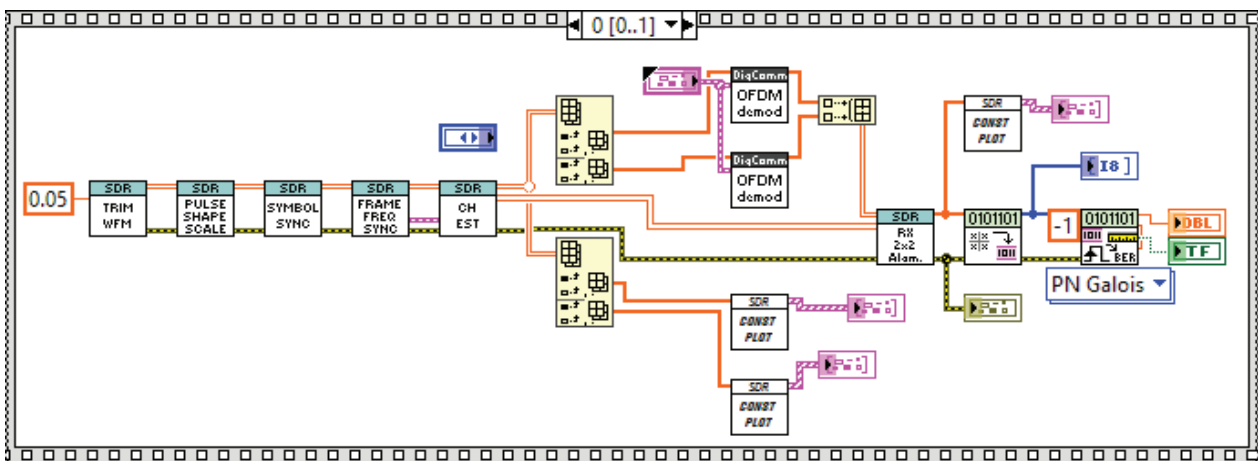 0 [0..1]
0.05
SDR
TRIM
WFM
SDR
PULSE
SHAPE
SCALE
SDR
SYMBOL
SYNC
SDR
FRAME
FREQ
SYNC
SDR
CH
EST
DigComm
OFDM
demod
DigComm
OFDM
demod
SDR
CONST
PLOT
SDR
CONST
PLOT
SDR
CONST
PLOT
SDR
RX
2x2
Alam.
0101101
1011
I8
-1
0101101
1011
BER
PN Galois
DBL
TF